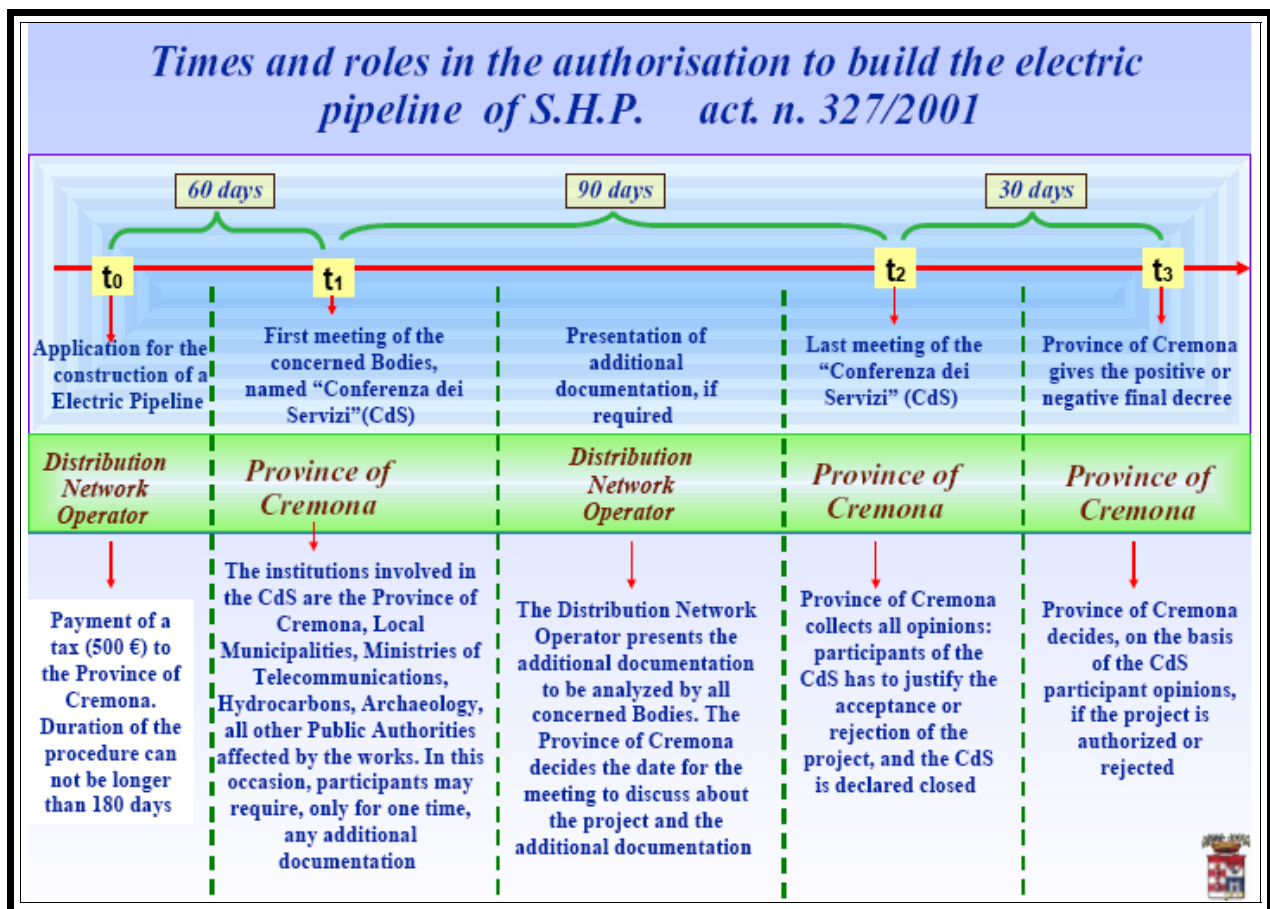 Times and roles in the authorisation to build the electric
pipeline of S.H.P. act. n. 327/2001
60 days
90 days
30 days
t0
t1
t2
t3
Application for the
construction of a
Electric Pipeline
First meeting of the
concerned Bodies,
named “Conferenza dei
Servizi”(CdS)
Presentation of
additional
documentation, if
required
Last meeting of the
“Conferenza dei
Servizi” (CdS)
Province of Cremona
gives the positive or
negative final decree
Distribution
Network
Operator
Province of
Cremona
Distribution
Network
Operator
Province of
Cremona
Province of
Cremona
Payment of a
tax (500 €) to
the Province of
Cremona.
Duration of the
procedure can
not be longer
than 180 days
The institutions involved in
the CdS are the Province of
Cremona, Local
Municipalities, Ministries of
Telecommunications,
Hydrocarbons, Archaeology,
all other Public Authorities
affected by the works. In this
occasion, participants may
require, only for one time,
any additional
documentation
The Distribution Network
Operator presents the
additional documentation
to be analyzed by all
concerned Bodies. The
Province of Cremona
decides the date for the
meeting to discuss about
the project and the
additional documentation
Province of Cremona
collects all opinions:
participants of the
CdS has to justify the
acceptance or
rejection of the
project, and the CdS
is declared closed
Province of Cremona
decides, on the basis
of the CdS
participant opinions,
if the project is
authorized or
rejected